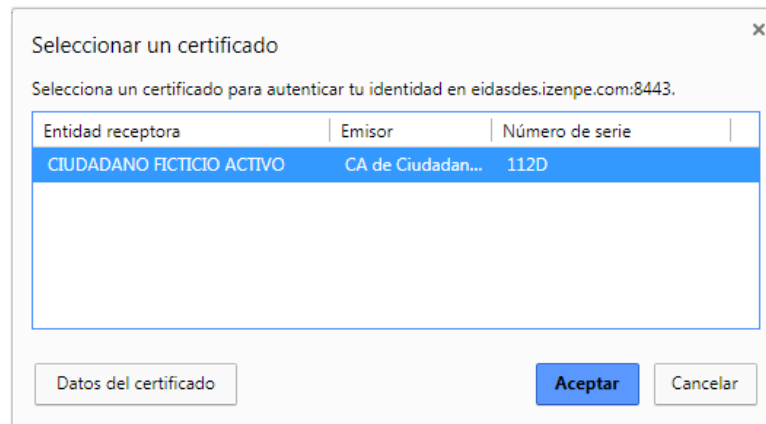 Seleccionar un certificado
Selecciona un certificado para autenticar tu identidad en eidasdes.izenpe.com:8443.
Entidad receptora Emisor Número de serie
CIUDADANO FICTICIO ACTIVO CA de Ciudadan... 112D
Datos del certificado Aceptar Cancelar